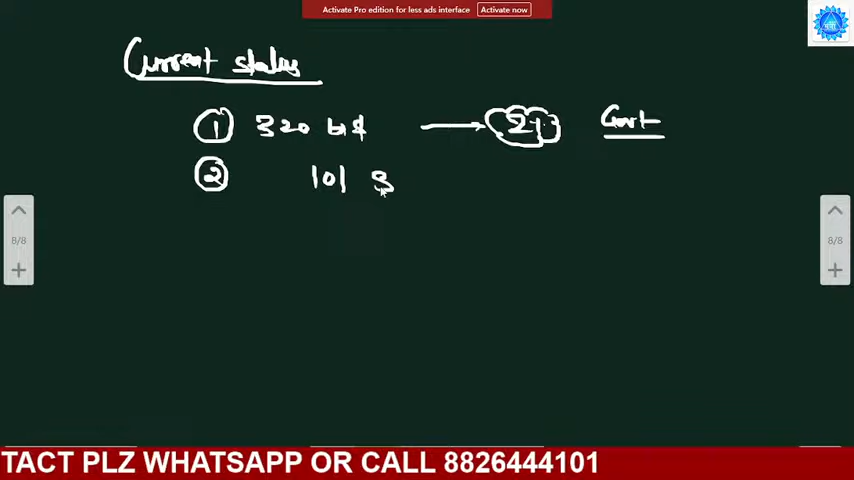 Activate Pro edition for less ads interface Activate now
Current status
① 320 b$ → 21 Govt
② 101 S
8/8 8/8
TACT PLZ WHATSAPP OR CALL 8826444101